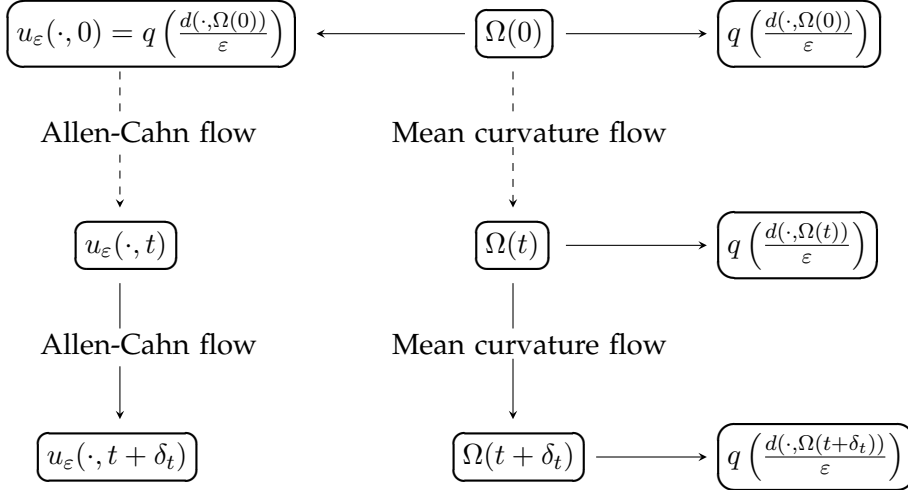 u_ε(·, 0) = q (d(·,Ω(0))/ε) Ω(0) q (d(·,Ω(0))/ε)
Allen-Cahn flow Mean curvature flow
u_ε(·, t) Ω(t) q (d(·,Ω(t))/ε)
Allen-Cahn flow Mean curvature flow
u_ε(·, t + δ_t) Ω(t + δ_t) q (d(·,Ω(t+δ_t))/ε)